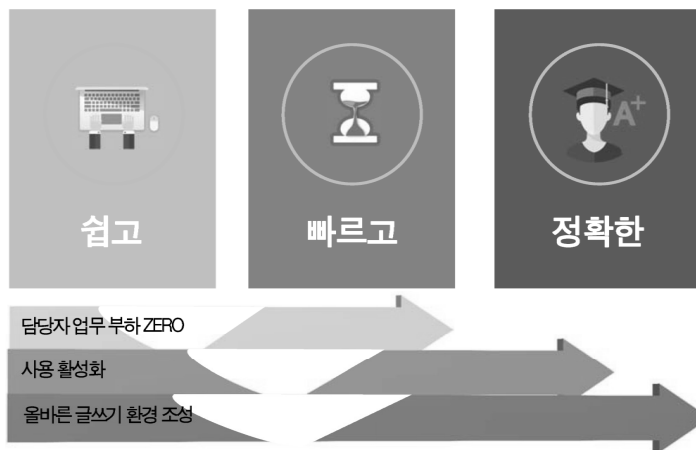 A+
쉽고
빠르고
정확한
담당자 업무 부하 ZERO
사용 활성화
올바른 글쓰기 환경 조성